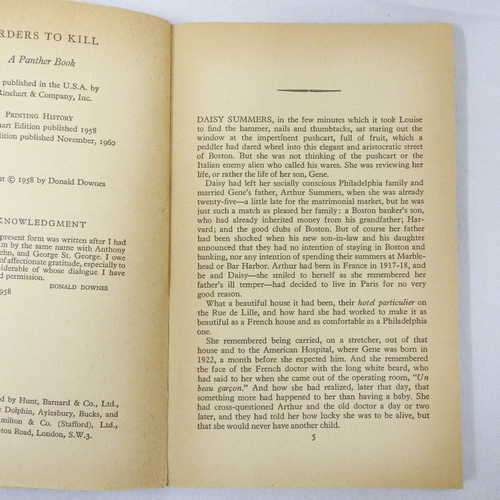 RDERS TO KILL
A Panther Book
published in the U.S.A. by
Rinehart & Company, Inc.
PRINTING HISTORY
art Edition published 1958
ition published November, 1960
t © 1958 by Donald Downes
KNOWLEDGMENT
present form was written after I had
m by the same name with Anthony
hn, and George St. George. I owe
of affectionate gratitude, especially to
siderable of whose dialogue I have
d permission.
DONALD DOWNES
958
d by Hunt, Barnard & Co., Ltd.,
Dolphin, Aylesbury, Bucks, and
milton & Co. (Stafford), Ltd.,
ton Road, London, S.W.3.
DAISY SUMMERS, in the few minutes which it took Louise
to find the hammer, nails and thumbtacks, sat staring out the
window at the impertinent pushcart, full of fruit, which a
peddler had dared wheel into this elegant and aristocratic street
of Boston. But she was not thinking of the pushcart or the
Italian enemy alien who called his wares. She was reviewing her
life, or rather the life of her son, Gene.
Daisy had left her socially conscious Philadelphia family and
married Gene's father, Arthur Summers, when she was already
twenty-five—a little late for the matrimonial market, but he was
just such a match as pleased her family; a Boston banker's son,
who had already inherited money from his grandfather; Har-
vard; and the good clubs of Boston. But of course her father
had been shocked when his new son-in-law and his daughter
announced that they had no intention of staying in Boston and
banking, nor any intention of spending their summers at Marble-
head or Bar Harbor. Arthur had been in France in 1917-18, and
he and Daisy—she smiled to herself as she remembered her
father's ill temper—had decided to live in Paris for no very
good reason.
What a beautiful house it had been, their hotel particulier on
the Rue de Lille, and how hard she had worked to make it as
beautiful as a French house and as comfortable as a Philadelphia
one.
She remembered being carried, on a stretcher, out of that
house and to the American Hospital, where Gene was born in
1922, a month before she expected him. And she remembered
the face of the French doctor with the long white beard, who
had said to her when she came out of the operating room, "Un
beau garçon." And how she had realized, later that day, that
something more had happened to her than having a baby. She
had cross-questioned Arthur and the old doctor a day or two
later, and they had told her how lucky she was to be alive, but
that she would never have another child.
5